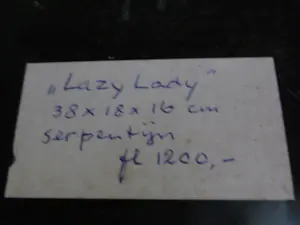 „Lazy Lady"
38 x 18 x 16 cm
serpentijn
fl 1200,-